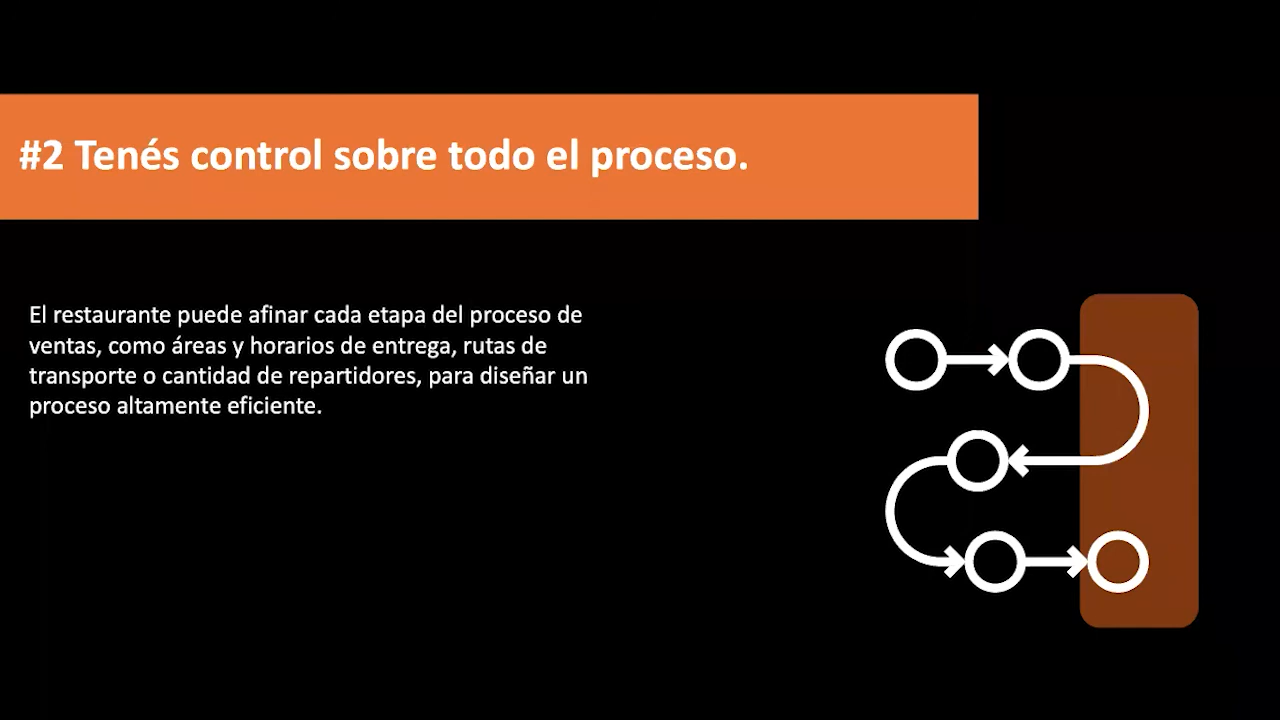 #2 Tenés control sobre todo el proceso.
El restaurante puede afinar cada etapa del proceso de
ventas, como áreas y horarios de entrega, rutas de
transporte o cantidad de repartidores, para diseñar un
proceso altamente eficiente.